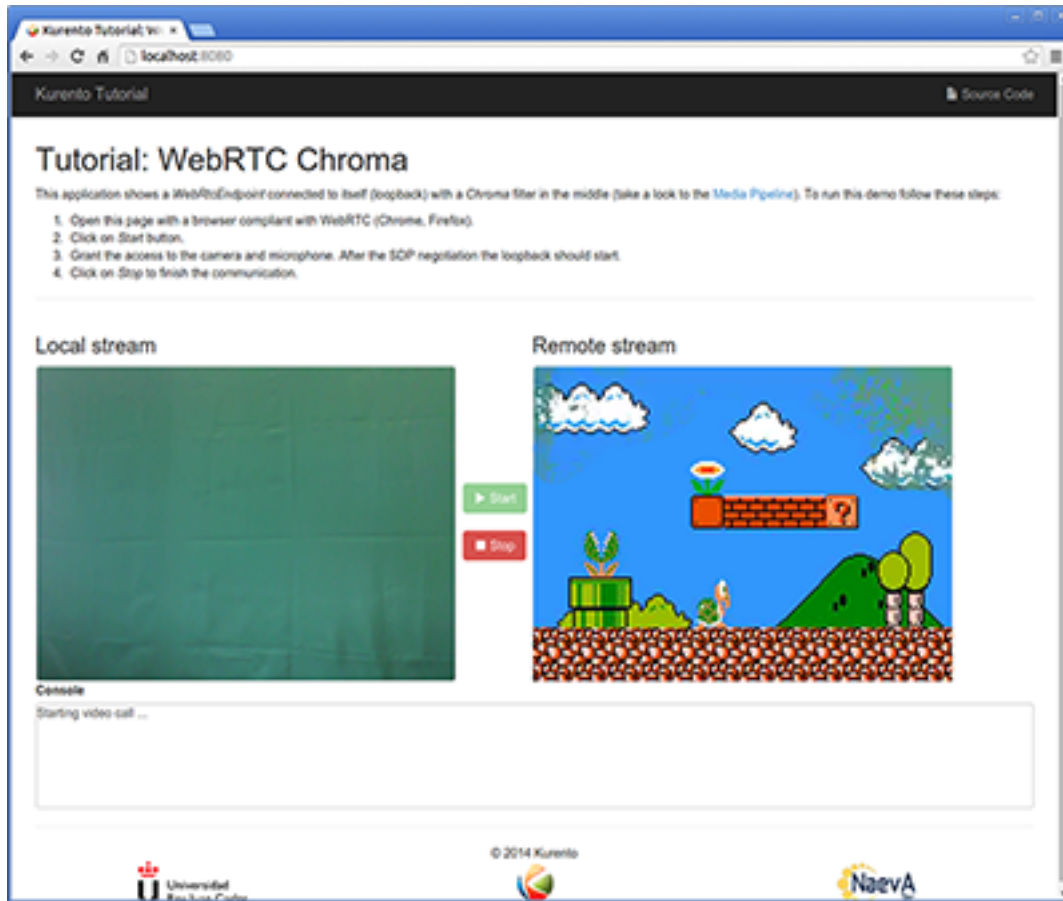 Kurento Tutorial: We
localhost:8080
Kurento Tutorial
Source Code
Tutorial: WebRTC Chroma
This application shows a WebRtcEndpoint connected to itself (loopback) with a Chroma filter in the middle (take a look to the Media Pipeline). To run this demo follow these steps:
1. Open this page with a browser compliant with WebRTC (Chrome, Firefox).
2. Click on Start button.
3. Grant the access to the camera and microphone. After the SDP negotiation the loopback should start.
4. Click on Stop to finish the communication.
Local stream
Remote stream
?
Start
Stop
Console
Starting video call ...
© 2014 Kurento
Universidad
Rey Juan Carlos
NaevA